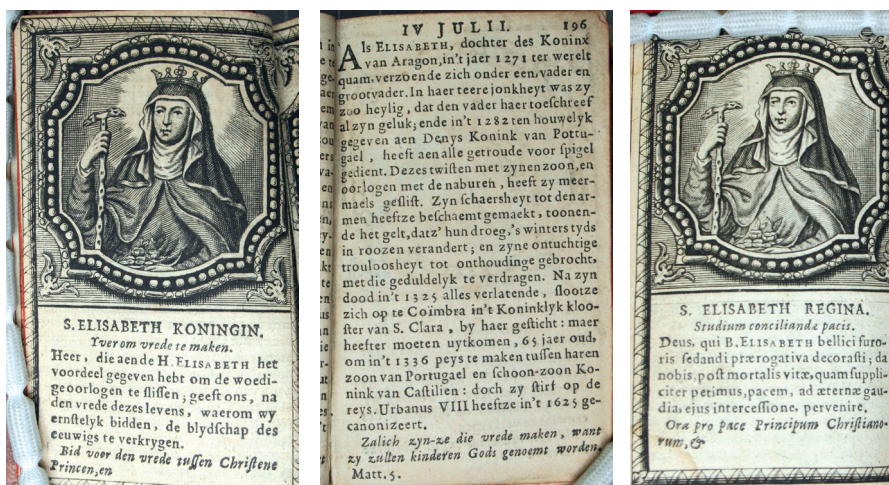 S. ELISABETH KONINGIN.
Yver om vrede te maken.
Heer, die aende H. ELISABETH het
voordeel gegeven hebt om de woedi-
ge oorlogen te slissen; geeft ons, na
den vrede dezes levens, waerom wy
ernstelyk bidden, de blydschap des
eeuwigs te verkrygen.
Bid voor den vrede tussen Christene
Princen, en
IV JULII. 196
Als ELISABETH, dochter des Koninx
van Aragon, in't jaer 1271 ter werelt
quam, verzoende zich onder een, vader en
grootvader. In haer teere jonkheyt was zy
zoo heylig, dat den vader haer toeschreef
al zyn geluk; ende in't 1282 ten houwelyk
gegeven aen Denys Konink van Portu-
gael, heeft aen alle getroude voor spigel
gedient. Dezes twisten met zynen zoon, en
oorlogen met de naburen, heeft zy meer-
maels geslist. Zyn schaersheyt tot den ar-
men heeftze beschaemt gemaekt, toonen-
de het gelt, datz' hun droeg, 's winters tyds
in roozen verandert; en zyne ontuchtige
trouloosheyt tot onthoudinge gebrocht,
met die geduldelyk te verdragen. Na zyn
dood in't 1325 alles verlatende, slootze
zich op te Coïmbra in't Koninklyk kloo-
ster van S. Clara, by haer gesticht: maer
heefter moeten uytkomen, 65 jaer oud,
om in't 1336 peys te maken tussen haren
zoon van Portugael en schoon-zoon Ko-
nink van Castilien: doch zy stirf op de
reys. Urbanus VIII heeftze in't 1625 ge-
canonizeert.
Zalich zyn-ze die vrede maken, want
zy zullen kinderen Gods genoemt worden.
Matt. 5.
S. ELISABETH REGINA.
Studium conciliandæ pacis.
Deus, qui B. ELISABETH bellici furo-
ris sedandi prærogativa decorasti; da
nobis, post mortalis vitæ, quam suppli-
citer petimus, pacem, ad æternæ gau-
dia, ejus intercessione, pervenire.
Ora pro pace Principum Christiano-
rum, &